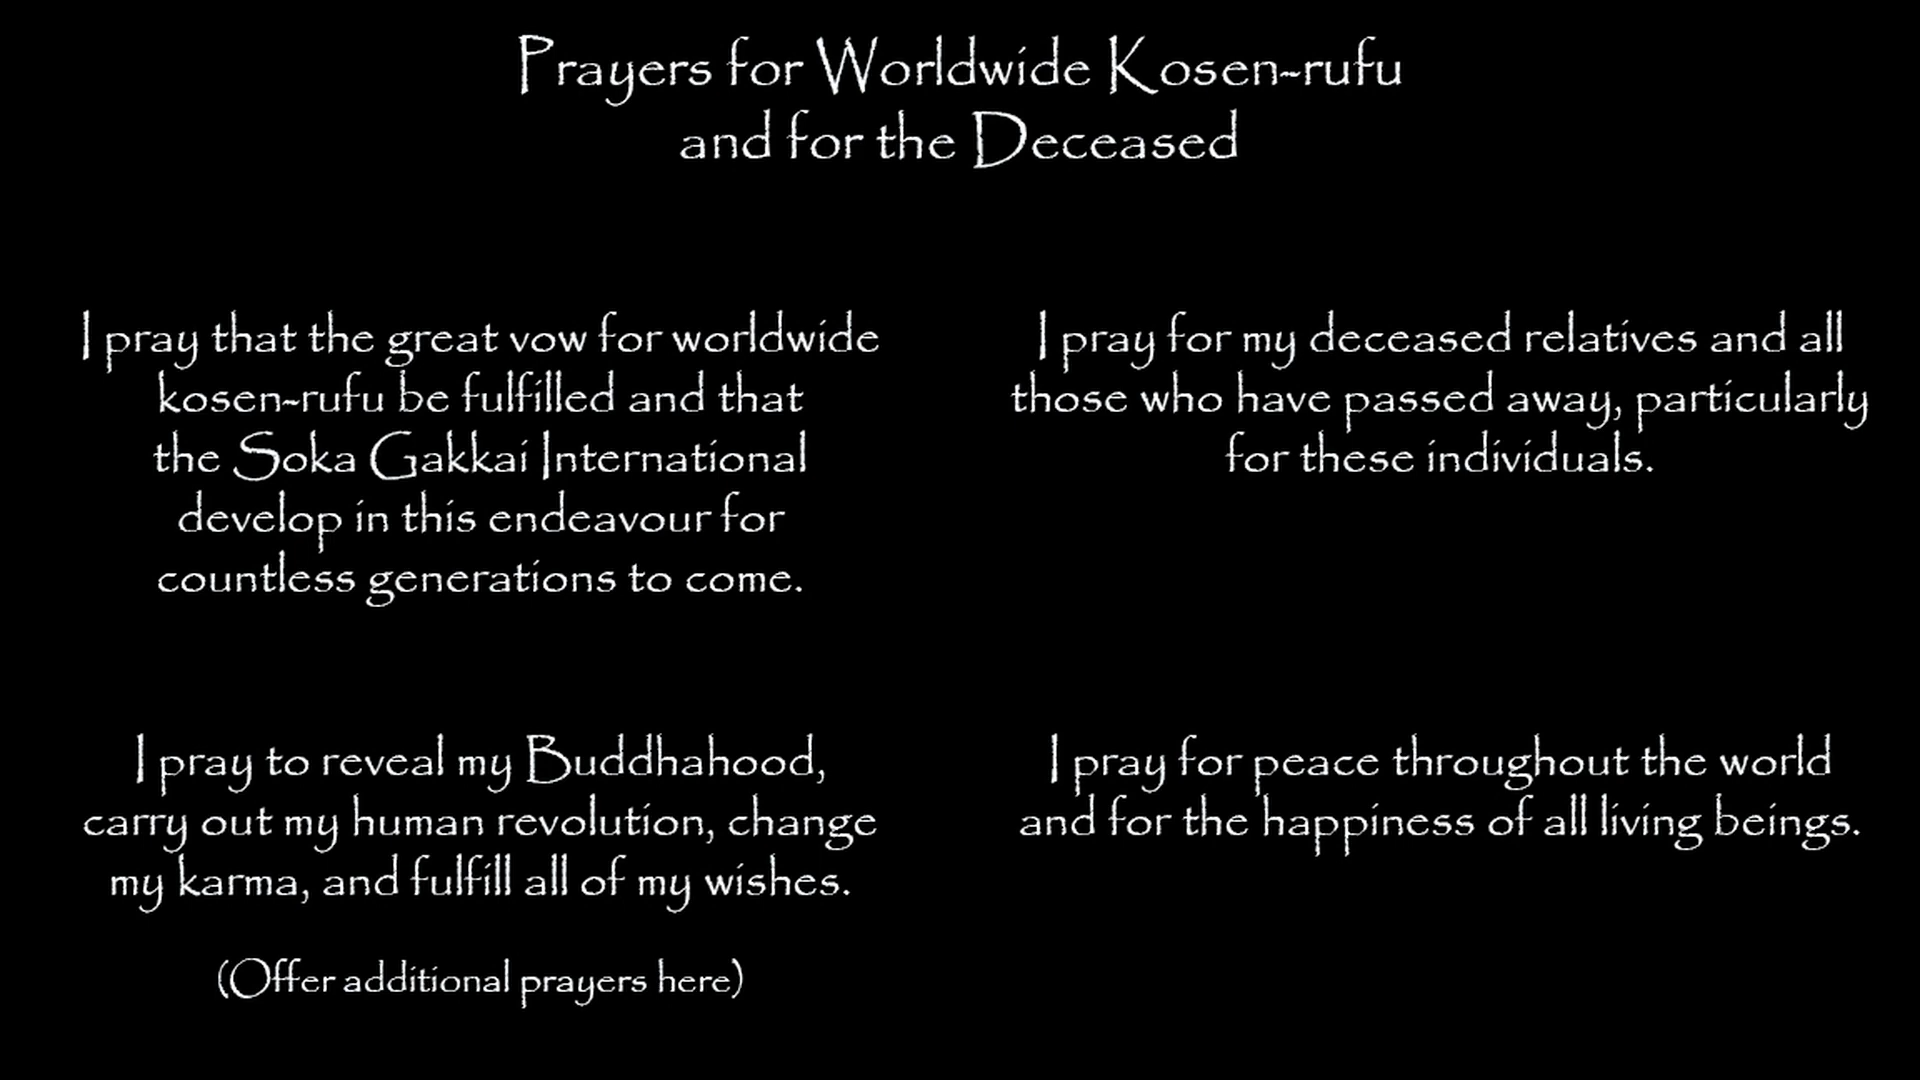 Prayers for Worldwide Kosen-rufu
and for the Deceased
I pray that the great vow for worldwide
kosen-rufu be fulfilled and that
the Soka Gakkai International
develop in this endeavour for
countless generations to come.
I pray to reveal my Buddhahood,
carry out my human revolution, change
my karma, and fulfill all of my wishes.
(Offer additional prayers here)
I pray for my deceased relatives and all
those who have passed away, particularly
for these individuals.
I pray for peace throughout the world
and for the happiness of all living beings.